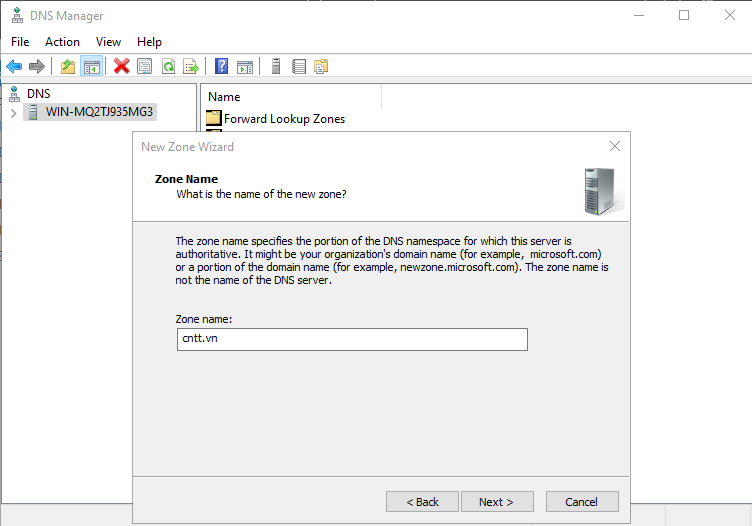 DNS Manager
File Action View Help
DNS
WIN-MQ2TJ935MG3
Name
Forward Lookup Zones
New Zone Wizard
Zone Name
What is the name of the new zone?
The zone name specifies the portion of the DNS namespace for which this server is
authoritative. It might be your organization's domain name (for example, microsoft.com)
or a portion of the domain name (for example, newzone.microsoft.com). The zone name is
not the name of the DNS server.
Zone name:
cntt.vn
< Back Next > Cancel